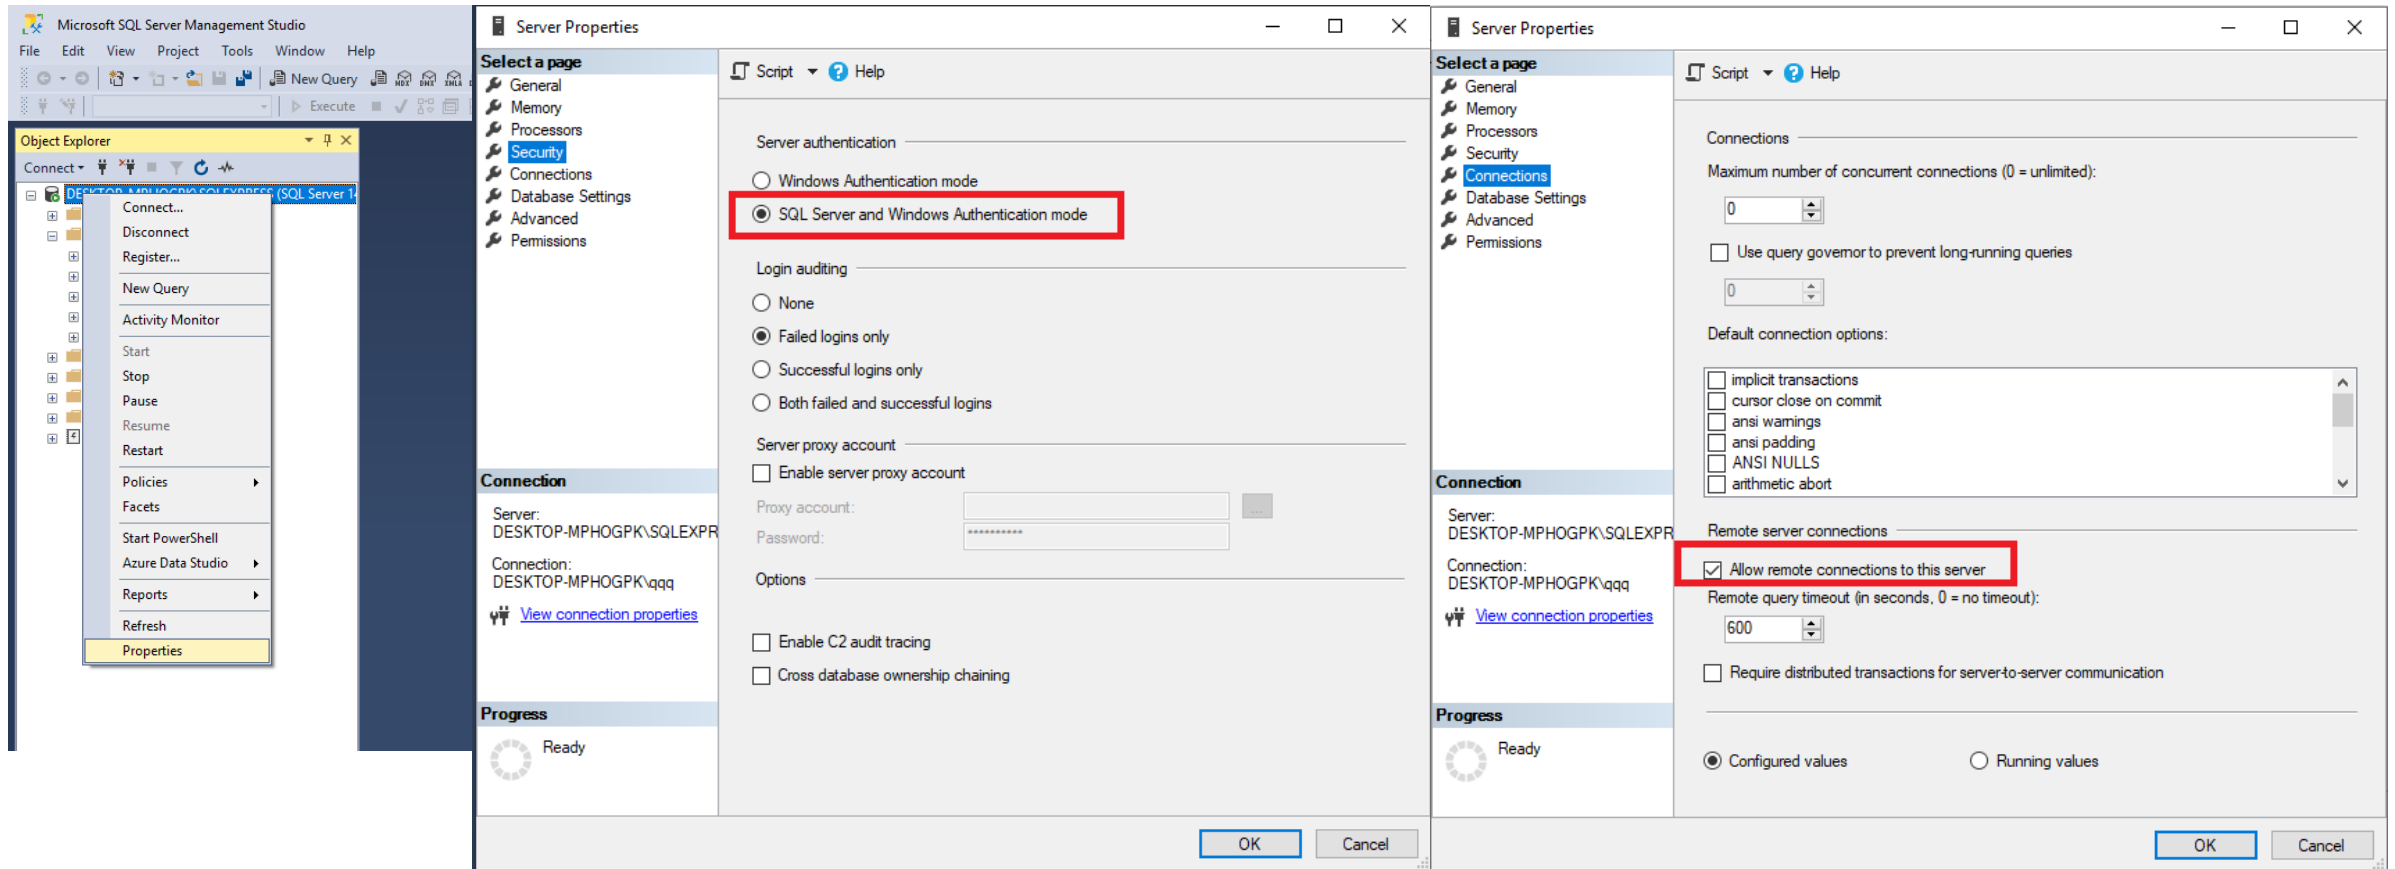 Microsoft SQL Server Management Studio
File Edit View Project Tools Window Help
New Query MDX DMX XMLA
Execute
Object Explorer
Connect
(SQL Server 14
Connect...
Disconnect
Register...
New Query
Activity Monitor
Start
Stop
Pause
Resume
Restart
Policies
Facets
Start PowerShell
Azure Data Studio
Reports
Refresh
Properties
Server Properties
Select a page
General
Memory
Processors
Security
Connections
Database Settings
Advanced
Permissions
Connection
Server:
DESKTOP-MPHOGPK\SQLEXPR
Connection:
DESKTOP-MPHOGPK\qqq
View connection properties
Progress
Ready
Script Help
Server authentication
Windows Authentication mode
SQL Server and Windows Authentication mode
Login auditing
None
Failed logins only
Successful logins only
Both failed and successful logins
Server proxy account
Enable server proxy account
Proxy account:
...
Password:
**********
Options
Enable C2 audit tracing
Cross database ownership chaining
OK Cancel
Server Properties
Select a page
General
Memory
Processors
Security
Connections
Database Settings
Advanced
Permissions
Connection
Server:
DESKTOP-MPHOGPK\SQLEXPR
Connection:
DESKTOP-MPHOGPK\qqq
View connection properties
Progress
Ready
Script Help
Connections
Maximum number of concurrent connections (0 = unlimited):
0
Use query governor to prevent long-running queries
0
Default connection options:
implicit transactions
cursor close on commit
ansi warnings
ansi padding
ANSI NULLS
arithmetic abort
Remote server connections
Allow remote connections to this server
Remote query timeout (in seconds, 0 = no timeout):
600
Require distributed transactions for server-to-server communication
Configured values Running values
OK Cancel